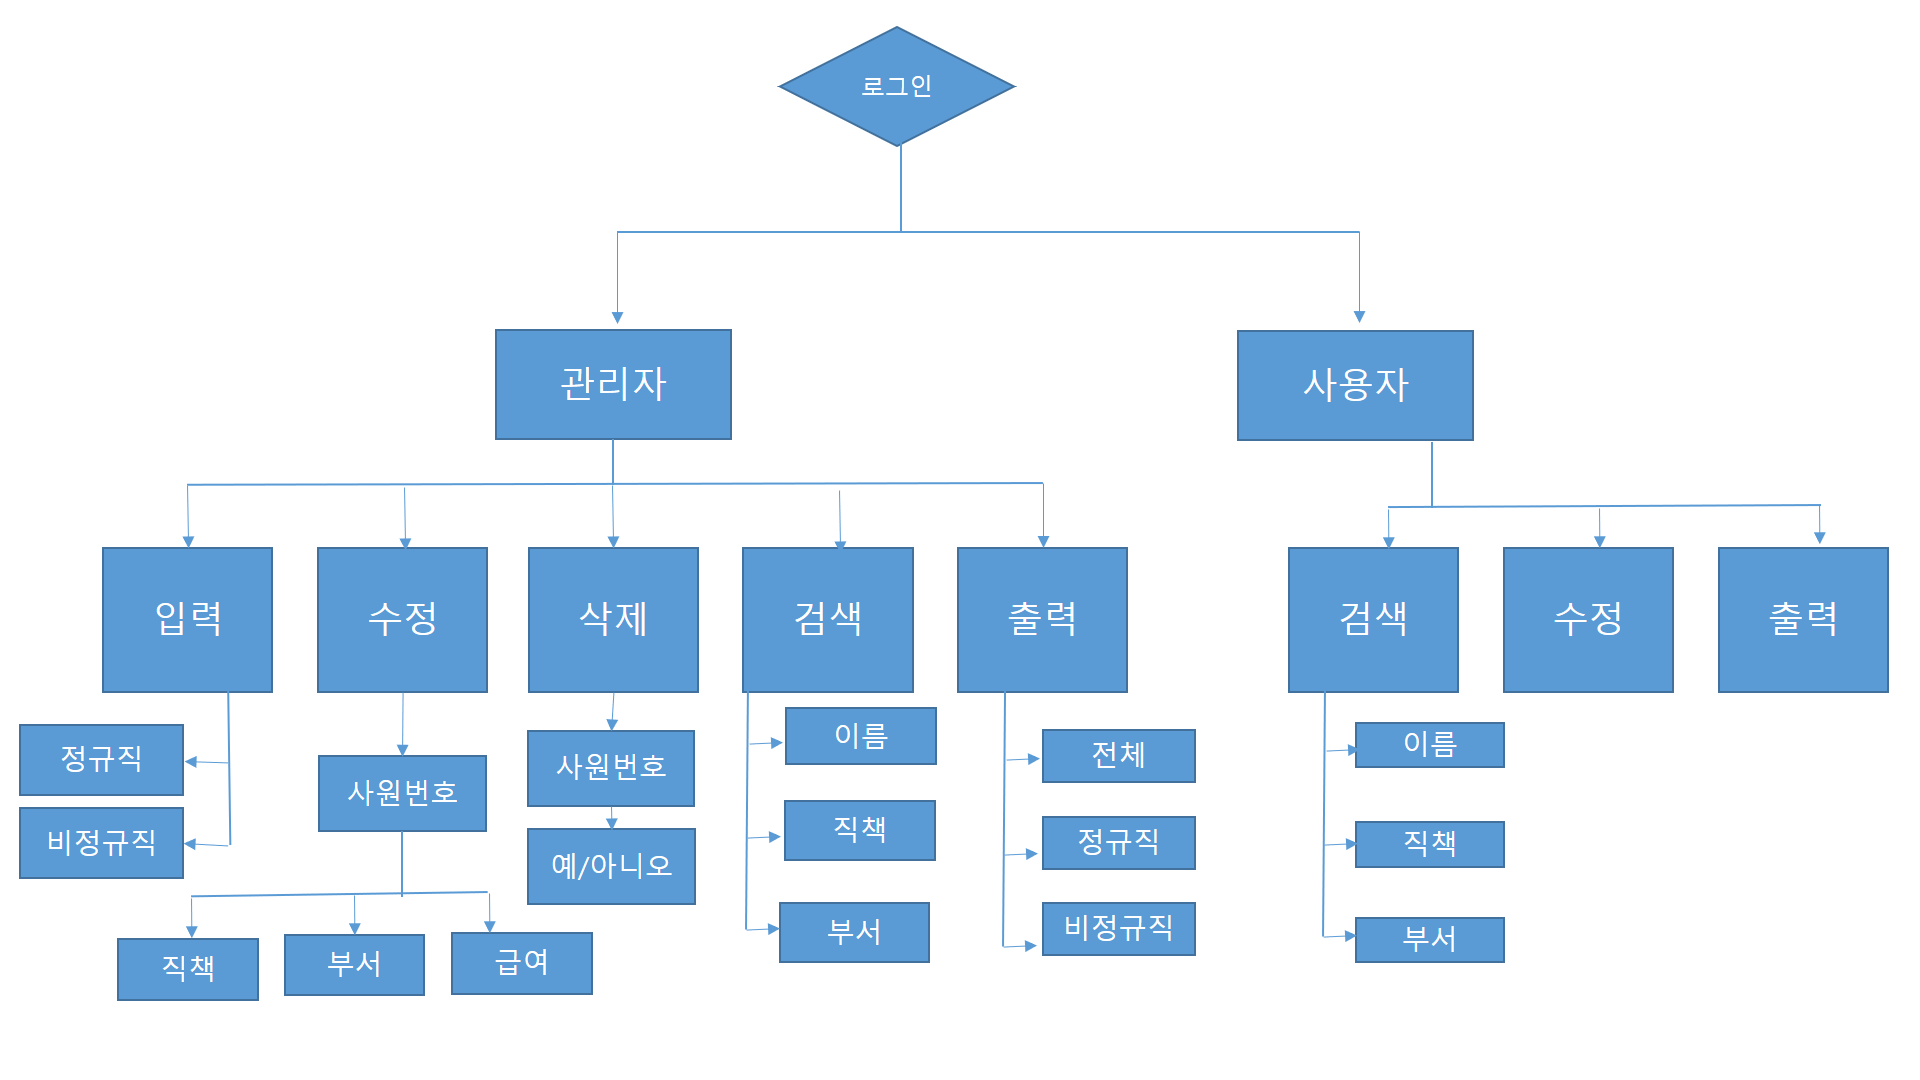 로그인
관리자
사용자
입력
수정
삭제
검색
출력
검색
수정
출력
정규직
비정규직
사원번호
직책
부서
급여
사원번호
예/아니오
이름
직책
부서
전체
정규직
비정규직
이름
직책
부서